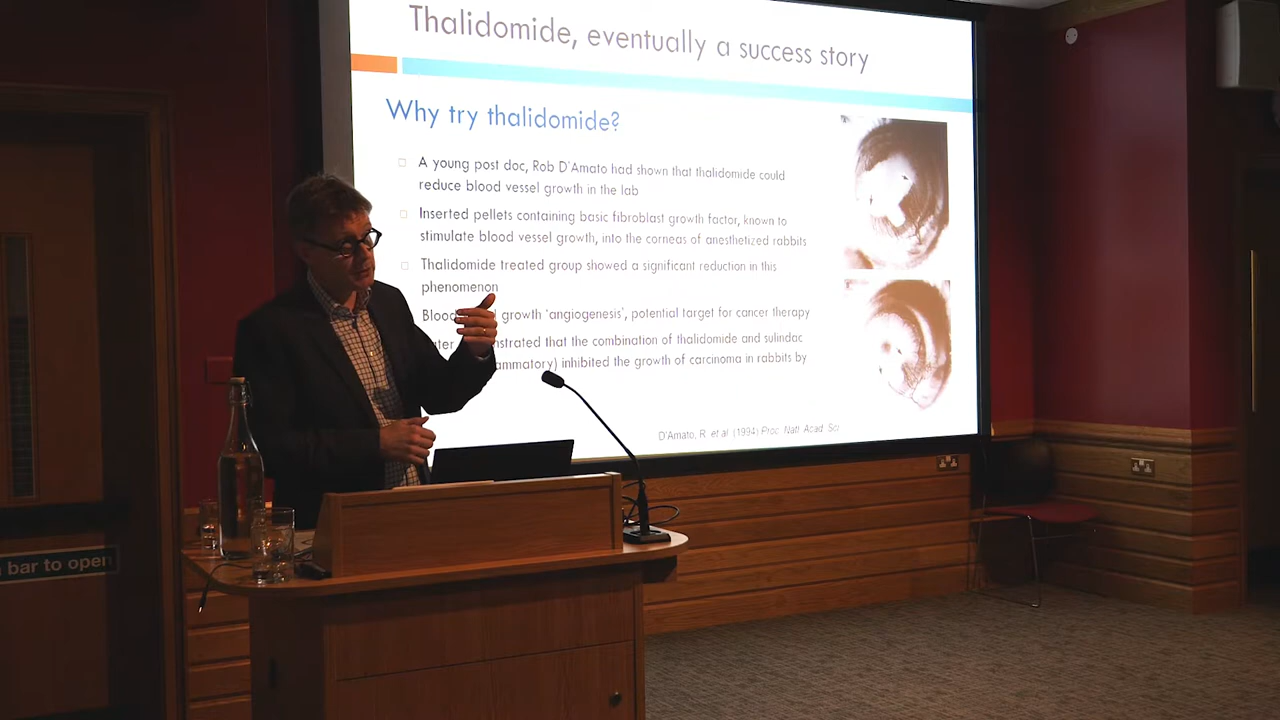 Thalidomide, eventually a success story
Why try thalidomide?
A young post doc, Rob D'Amato had shown that thalidomide could
reduce blood vessel growth in the lab
Inserted pellets containing basic fibroblast growth factor, known to
stimulate blood vessel growth, into the corneas of anesthetized rabbits
Thalidomide treated group showed a significant reduction in this
phenomenon
Blood growth 'angiogenesis', potential target for cancer therapy
that the combination of thalidomide and sulindac
inhibited the growth of carcinoma in rabbits by
D'Amato, R. et al (1994) Proc. Natl. Acad. Sci
bar to open